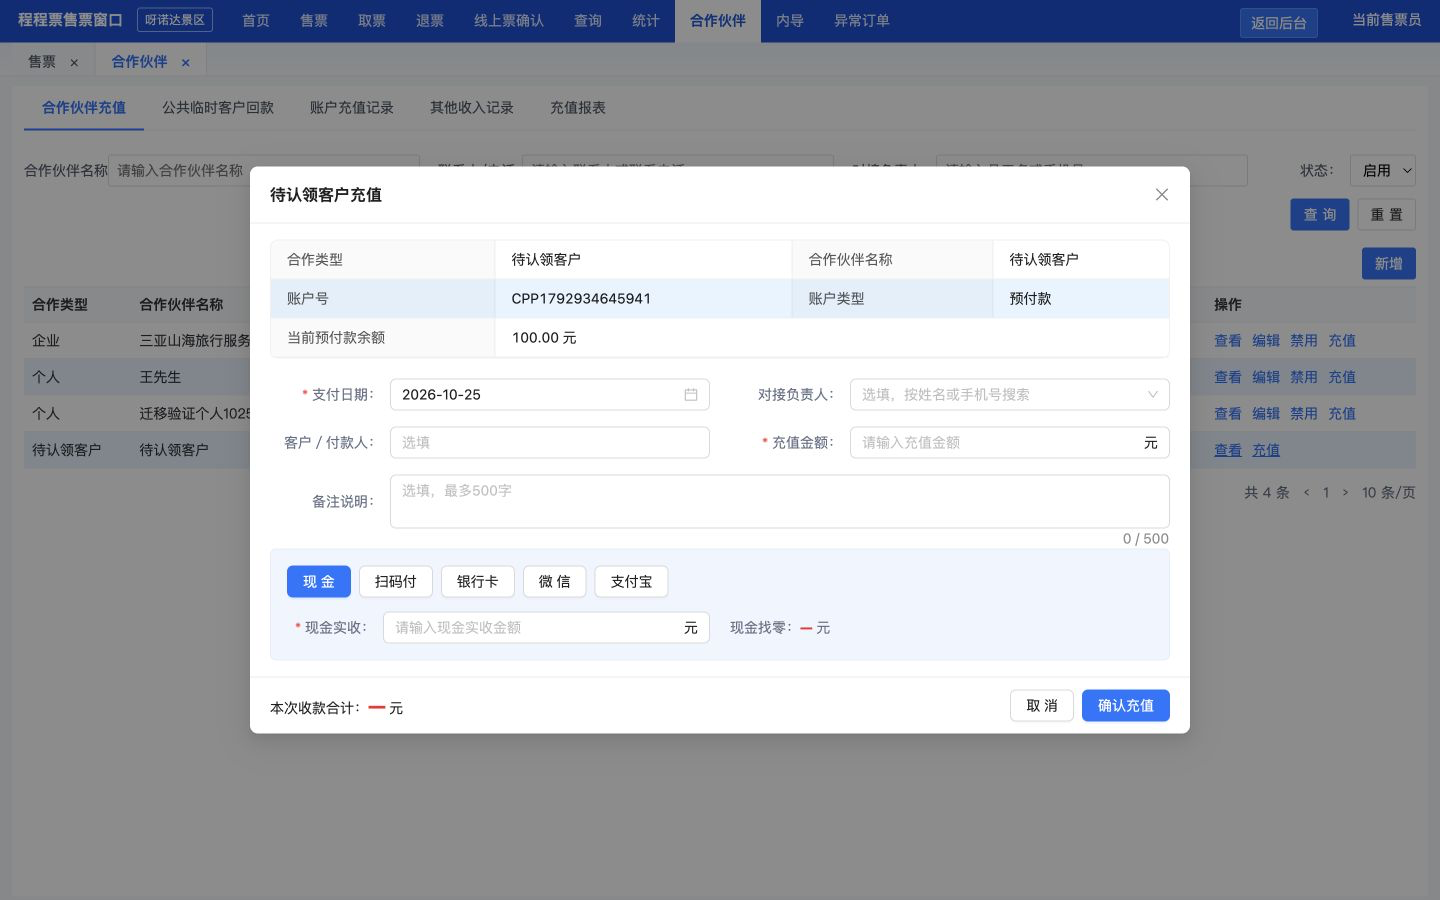 程程票售票窗口 呀诺达景区 首页 售票 取票 退票 线上票确认 查询 统计 合作伙伴 内导 异常订单 返回后台 当前售票员
售票 × 合作伙伴 ×
合作伙伴充值 公共临时客户回款 账户充值记录 其他收入记录 充值报表
合作伙伴名称 请输入合作伙伴名称 状态： 启用
查 询 重 置
新增
合作类型 合作伙伴名称 操作
企业 三亚山海旅行服务 查看 编辑 禁用 充值
个人 王先生 查看 编辑 禁用 充值
个人 迁移验证个人1025 查看 编辑 禁用 充值
待认领客户 待认领客户 查看 充值
共 4 条 < 1 > 10 条/页
待认领客户充值
合作类型 待认领客户 合作伙伴名称 待认领客户
账户号 CPP1792934645941 账户类型 预付款
当前预付款余额 100.00 元
* 支付日期： 2026-10-25 对接负责人： 选填，按姓名或手机号搜索
客户 / 付款人： 选填 * 充值金额： 请输入充值金额 元
备注说明： 选填，最多500字
0 / 500
现 金 扫码付 银行卡 微 信 支付宝
* 现金实收： 请输入现金实收金额 元 现金找零： — 元
本次收款合计： — 元 取 消 确认充值